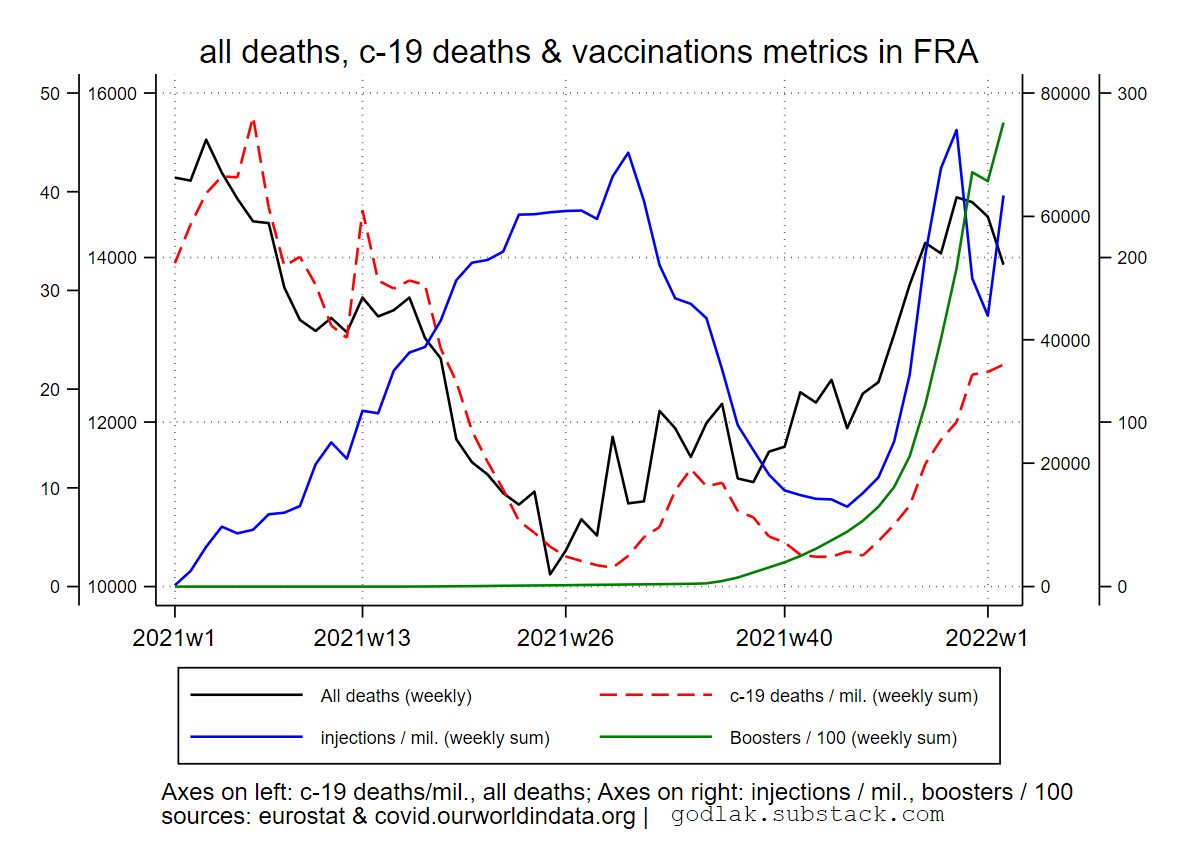 all deaths, c-19 deaths & vaccinations metrics in FRA
50 16000 80000 300
40 60000
14000 200
30
40000
20
12000 100
20000
10
0 10000 0 0
2021w1 2021w13 2021w26 2021w40 2022w1
All deaths (weekly) c-19 deaths / mil. (weekly sum)
injections / mil. (weekly sum) Boosters / 100 (weekly sum)
Axes on left: c-19 deaths/mil., all deaths; Axes on right: injections / mil., boosters / 100
sources: eurostat & covid.ourworldindata.org | godlak.substack.com